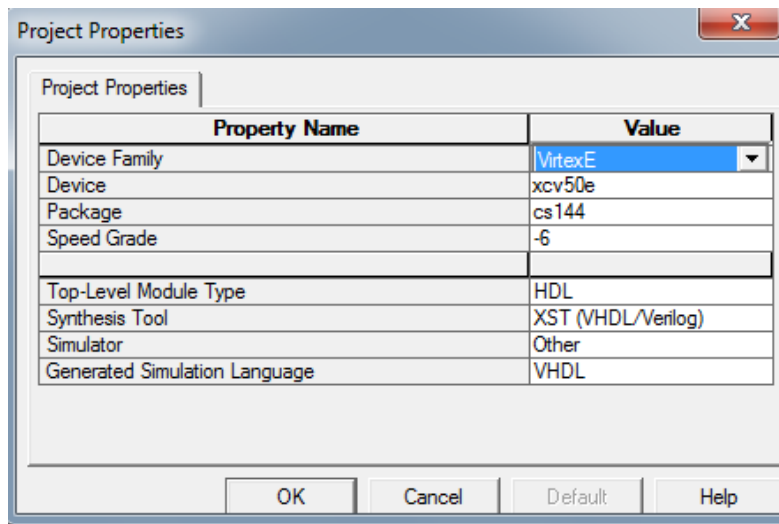 Project Properties
Project Properties
Property Name Value
Device Family VirtexE
Device xcv50e
Package cs144
Speed Grade -6
Top-Level Module Type HDL
Synthesis Tool XST (VHDL/Verilog)
Simulator Other
Generated Simulation Language VHDL
OK Cancel Default Help